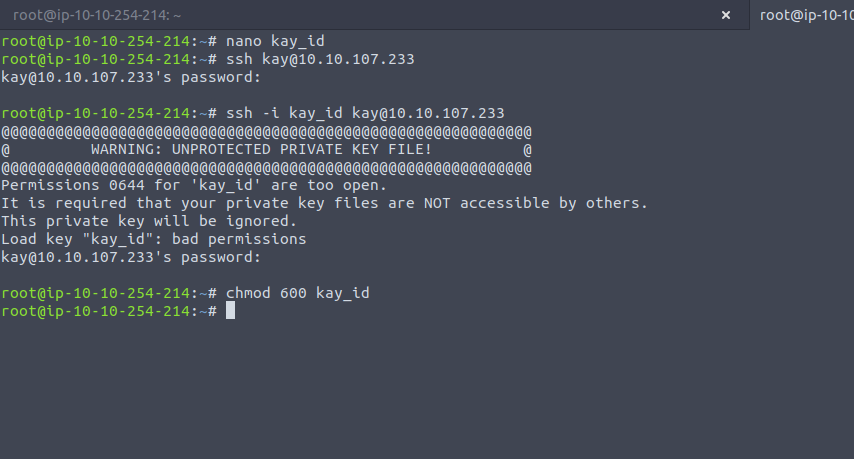 root@ip-10-10-254-214: ~ × root@ip-10-10
root@ip-10-10-254-214:~# nano kay_id
root@ip-10-10-254-214:~# ssh kay@10.10.107.233
kay@10.10.107.233's password:
root@ip-10-10-254-214:~# ssh -i kay_id kay@10.10.107.233
@@@@@@@@@@@@@@@@@@@@@@@@@@@@@@@@@@@@@@@@@@@@@@@@@@@@@@@@@@@
@         WARNING: UNPROTECTED PRIVATE KEY FILE!          @
@@@@@@@@@@@@@@@@@@@@@@@@@@@@@@@@@@@@@@@@@@@@@@@@@@@@@@@@@@@
Permissions 0644 for 'kay_id' are too open.
It is required that your private key files are NOT accessible by others.
This private key will be ignored.
Load key "kay_id": bad permissions
kay@10.10.107.233's password:
root@ip-10-10-254-214:~# chmod 600 kay_id
root@ip-10-10-254-214:~#